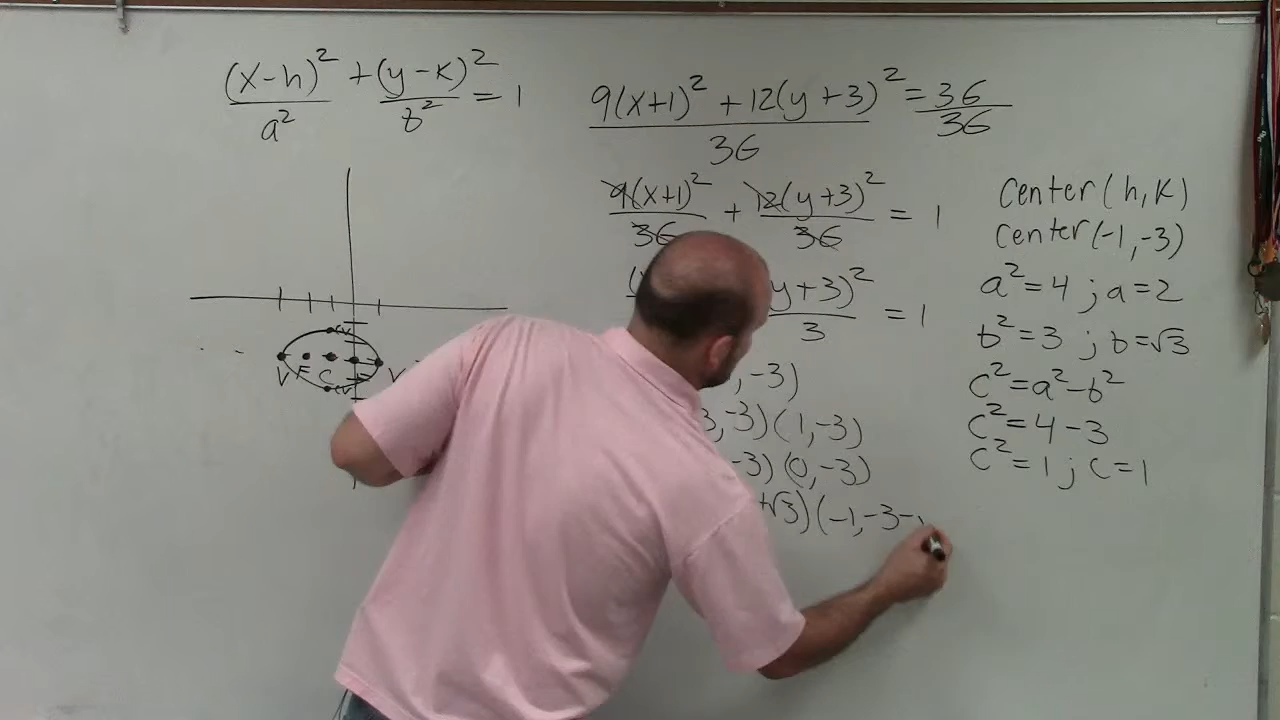 (x-h)² + (y-k)² = 1
a² b²
9(x+1)² + 12(y+3)² = 36
36 36
9(x+1)² + 12(y+3)² = 1
36 36
y+3)² = 1
3
, -3)
3, -3) (1, -3)
-3) (0, -3)
+√3) (-1, -3-
center (h, k)
center (-1, -3)
a² = 4 ; a = 2
b² = 3 ; b = √3
c² = a² - b²
c² = 4 - 3
c² = 1 ; c = 1
CV
V F C F V
CV